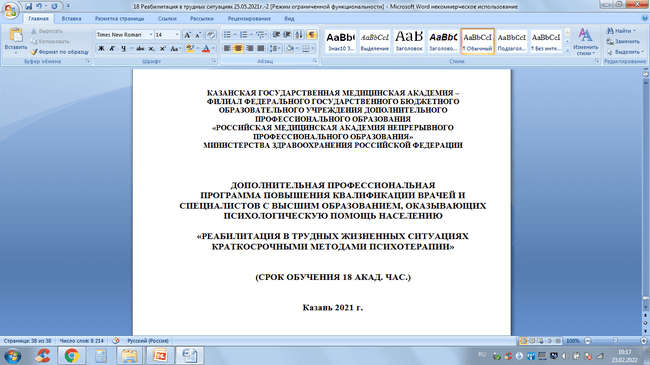 18 Реабилитация в трудных ситуациях 25.05.2021г.-2 [Режим ограниченной функциональности] - Microsoft Word некоммерческое использование
Главная Вставка Разметка страницы Ссылки Рассылки Рецензирование Вид
Вставить
Вырезать
Копировать
Формат по образцу
Буфер обмена
Times New Roman 14
Шрифт
Абзац
AaBbC AaBbCcI AaB AaBbCc AaBbCcI AaBbCcI AaBbCcI
Знак10 З... Выделение Заголовок Заголовок Обычный Подзагол... Без инте...
Стили
Изменить стили
Найти
Заменить
Выделить
Редактирование
КАЗАНСКАЯ ГОСУДАРСТВЕННАЯ МЕДИЦИНСКАЯ АКАДЕМИЯ –
ФИЛИАЛ ФЕДЕРАЛЬНОГО ГОСУДАРСТВЕННОГО БЮДЖЕТНОГО
ОБРАЗОВАТЕЛЬНОГО УЧРЕЖДЕНИЯ ДОПОЛНИТЕЛЬНОГО
ПРОФЕССИОНАЛЬНОГО ОБРАЗОВАНИЯ
«РОССИЙСКАЯ МЕДИЦИНСКАЯ АКАДЕМИЯ НЕПРЕРЫВНОГО
ПРОФЕССИОНАЛЬНОГО ОБРАЗОВАНИЯ»
МИНИСТЕРСТВА ЗДРАВООХРАНЕНИЯ РОССИЙСКОЙ ФЕДЕРАЦИИ
ДОПОЛНИТЕЛЬНАЯ ПРОФЕССИОНАЛЬНАЯ
ПРОГРАММА ПОВЫШЕНИЯ КВАЛИФИКАЦИИ ВРАЧЕЙ И
СПЕЦИАЛИСТОВ С ВЫСШИМ ОБРАЗОВАНИЕМ, ОКАЗЫВАЮЩИХ
ПСИХОЛОГИЧЕСКУЮ ПОМОЩЬ НАСЕЛЕНИЮ
«РЕАБИЛИТАЦИЯ В ТРУДНЫХ ЖИЗНЕННЫХ СИТУАЦИЯХ
КРАТКОСРОЧНЫМИ МЕТОДАМИ ПСИХОТЕРАПИИ»
(СРОК ОБУЧЕНИЯ 18 АКАД. ЧАС.)
Казань 2021 г.
Страница: 38 из 38 Число слов: 8 214 Русский (Россия) 100%
RU 10:17
23.02.2022